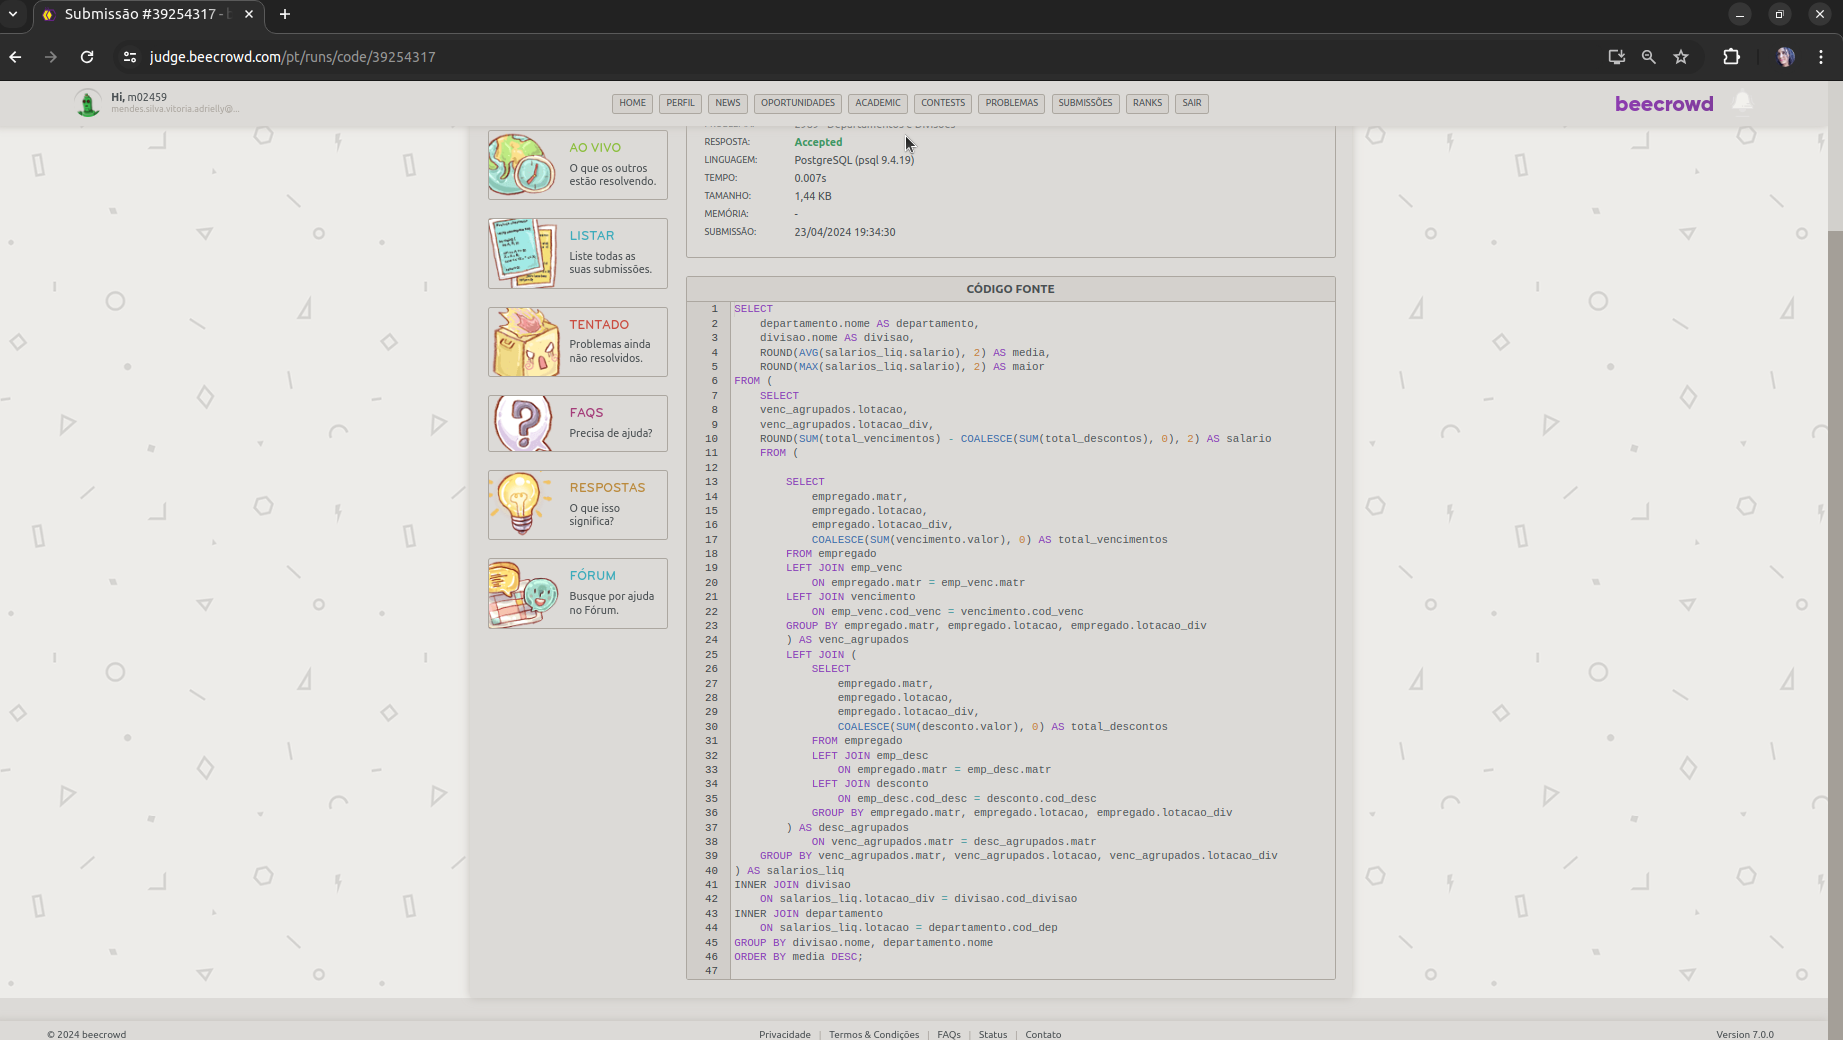 Submissão #39254317 - b
judge.beecrowd.com/pt/runs/code/39254317
Hi, m02459
mendes.silva.vitoria.adrielly@...
HOME PERFIL NEWS OPORTUNIDADES ACADEMIC CONTESTS PROBLEMAS SUBMISSÕES RANKS SAIR
beecrowd
AO VIVO
O que os outros
estão resolvendo.
LISTAR
Liste todas as
suas submissões.
TENTADO
Problemas ainda
não resolvidos.
FAQS
Precisa de ajuda?
RESPOSTAS
O que isso
significa?
FÓRUM
Busque por ajuda
no Fórum.
RESPOSTA: Accepted
LINGUAGEM: PostgreSQL (psql 9.4.19)
TEMPO: 0.007s
TAMANHO: 1,44 KB
MEMÓRIA: -
SUBMISSÃO: 23/04/2024 19:34:30
CÓDIGO FONTE
1 SELECT
2 departamento.nome AS departamento,
3 divisao.nome AS divisao,
4 ROUND(AVG(salarios_liq.salario), 2) AS media,
5 ROUND(MAX(salarios_liq.salario), 2) AS maior
6 FROM (
7 SELECT
8 venc_agrupados.lotacao,
9 venc_agrupados.lotacao_div,
10 ROUND(SUM(total_vencimentos) - COALESCE(SUM(total_descontos), 0), 2) AS salario
11 FROM (
12
13 SELECT
14 empregado.matr,
15 empregado.lotacao,
16 empregado.lotacao_div,
17 COALESCE(SUM(vencimento.valor), 0) AS total_vencimentos
18 FROM empregado
19 LEFT JOIN emp_venc
20 ON empregado.matr = emp_venc.matr
21 LEFT JOIN vencimento
22 ON emp_venc.cod_venc = vencimento.cod_venc
23 GROUP BY empregado.matr, empregado.lotacao, empregado.lotacao_div
24 ) AS venc_agrupados
25 LEFT JOIN (
26 SELECT
27 empregado.matr,
28 empregado.lotacao,
29 empregado.lotacao_div,
30 COALESCE(SUM(desconto.valor), 0) AS total_descontos
31 FROM empregado
32 LEFT JOIN emp_desc
33 ON empregado.matr = emp_desc.matr
34 LEFT JOIN desconto
35 ON emp_desc.cod_desc = desconto.cod_desc
36 GROUP BY empregado.matr, empregado.lotacao, empregado.lotacao_div
37 ) AS desc_agrupados
38 ON venc_agrupados.matr = desc_agrupados.matr
39 GROUP BY venc_agrupados.matr, venc_agrupados.lotacao, venc_agrupados.lotacao_div
40 ) AS salarios_liq
41 INNER JOIN divisao
42 ON salarios_liq.lotacao_div = divisao.cod_divisao
43 INNER JOIN departamento
44 ON salarios_liq.lotacao = departamento.cod_dep
45 GROUP BY divisao.nome, departamento.nome
46 ORDER BY media DESC;
47
© 2024 beecrowd
Privacidade | Termos & Condições | FAQs | Status | Contato
Version 7.0.0